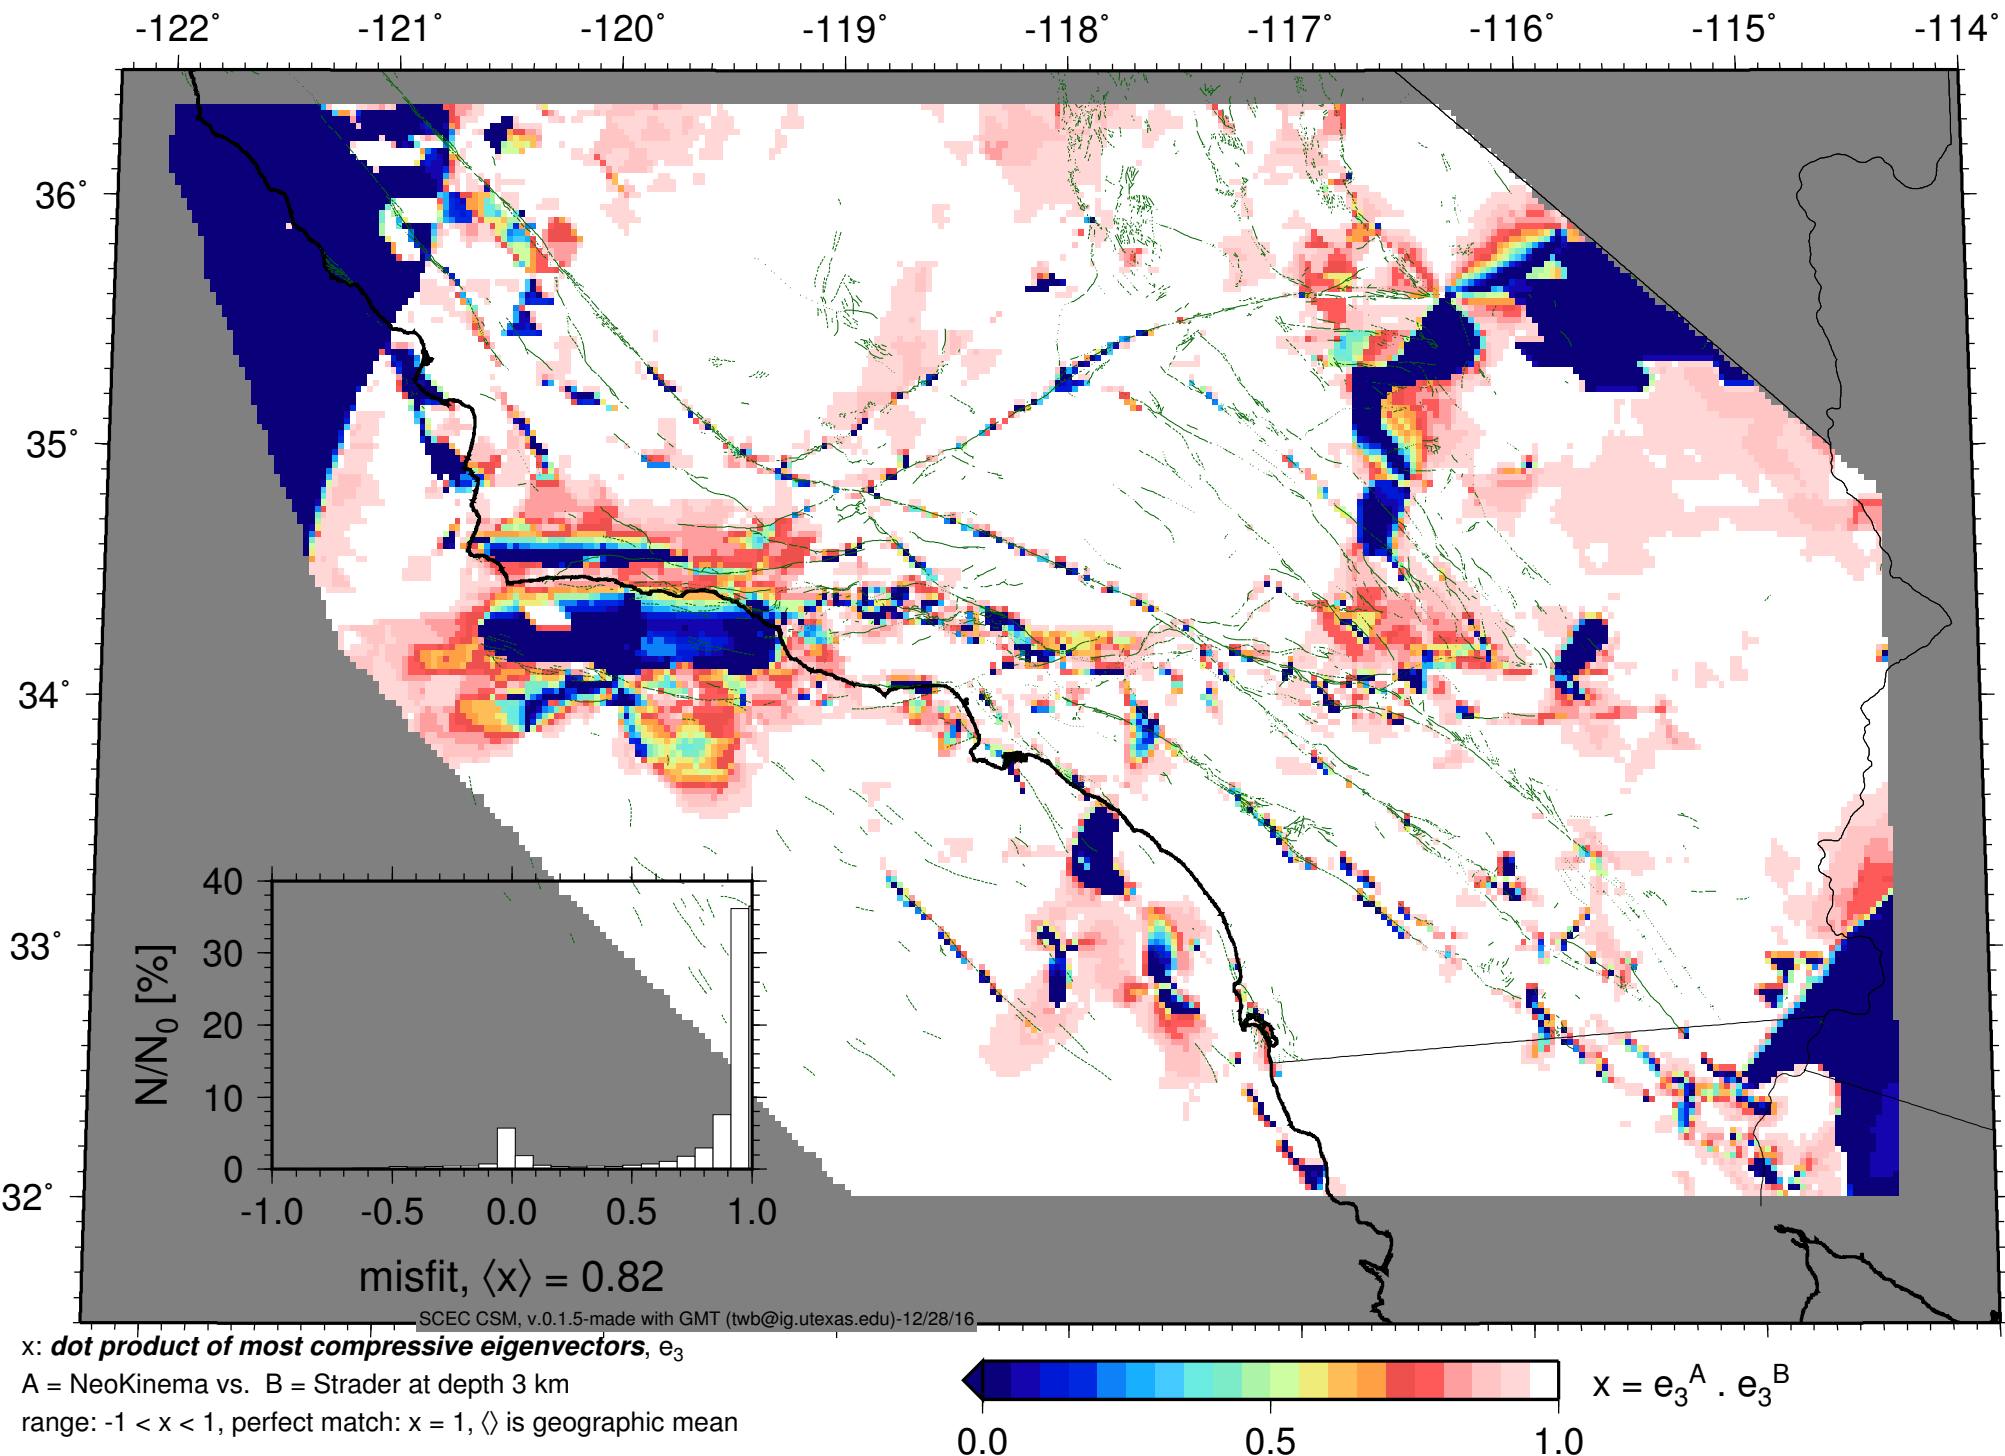 -122° -121° -120° -119° -118° -117° -116° -115° -114°
36°
35°
34°
33°
32°
40
30
20
10
0
N/N0 [%]
-1.0 -0.5 0.0 0.5 1.0
misfit, ⟨x⟩ = 0.82
SCEC CSM, v.0.1.5-made with GMT (twb@ig.utexas.edu)-12/28/16
x: dot product of most compressive eigenvectors, e3
A = NeoKinema vs. B = Strader at depth 3 km
range: -1 < x < 1, perfect match: x = 1, ⟨⟩ is geographic mean
x = e3^A . e3^B
0.0 0.5 1.0